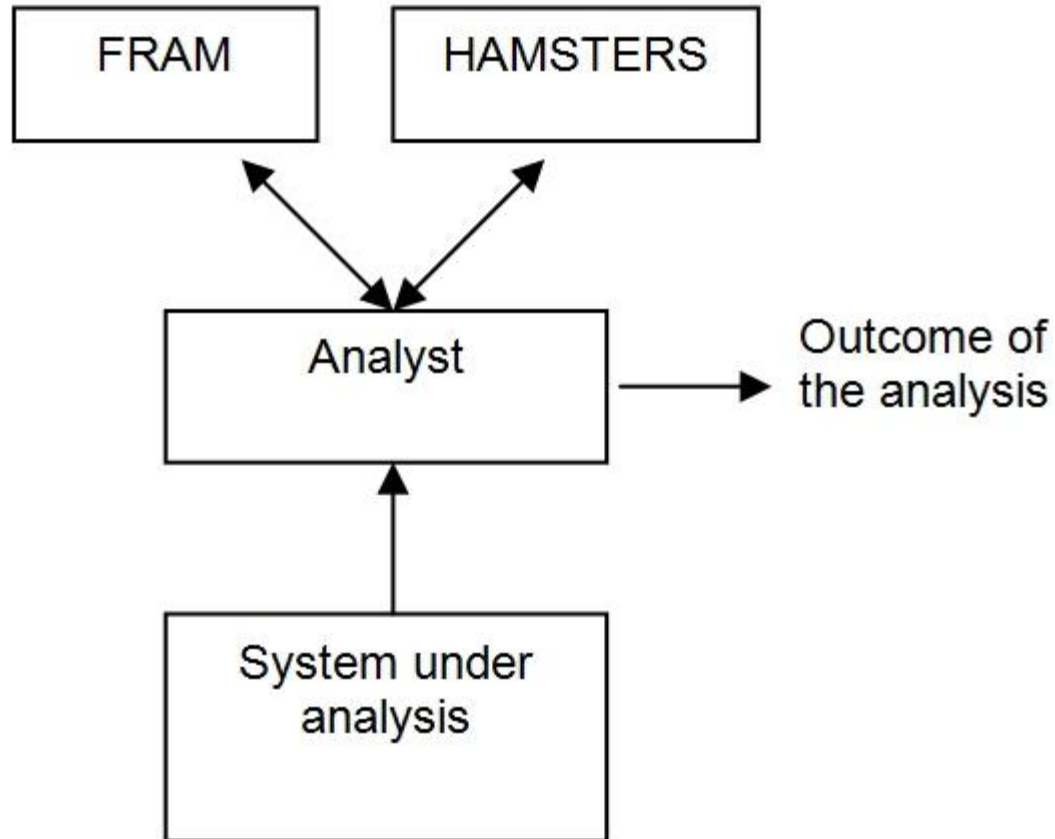 FRAM
HAMSTERS
Analyst
Outcome of
the analysis
System under
analysis